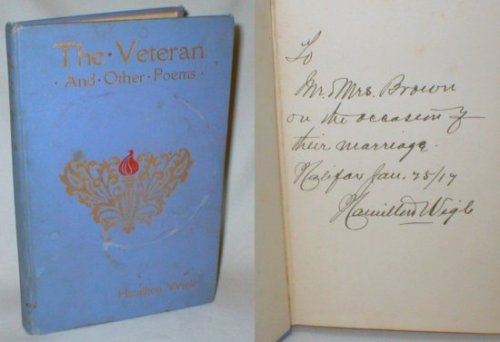 The · Veteran
· And · Other · Poems ·
Hamilton Wigle
To
Mr. & Mrs. Brown
on the occasion of
their marriage.
Halifax Jan. 25/17
Hamilton Wigle